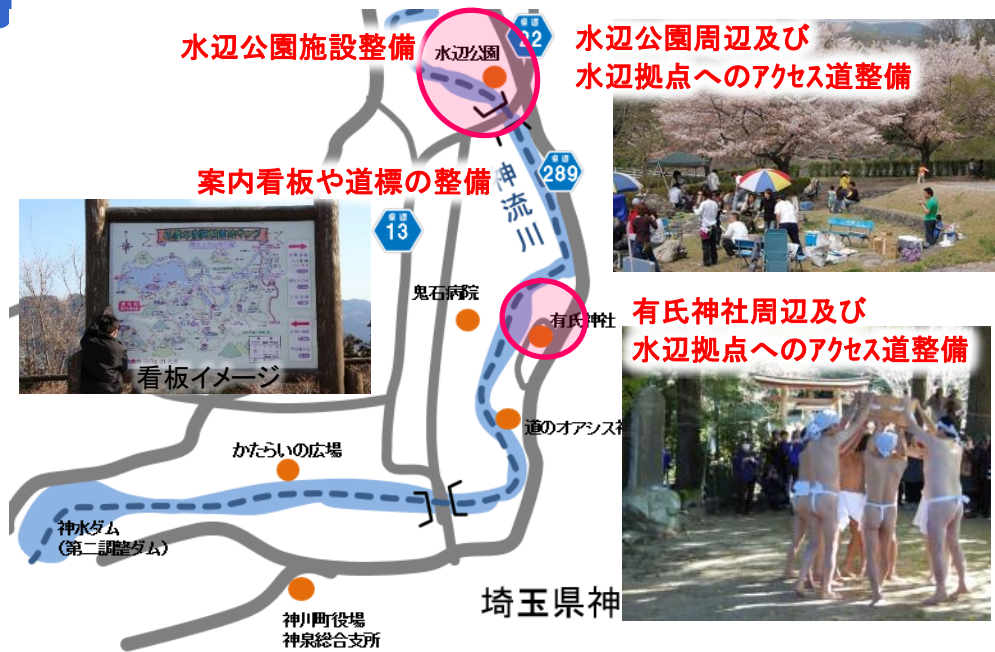 水辺公園施設整備
水辺公園
県道
22
水辺公園周辺及び
水辺拠点へのアクセス道整備
案内看板や道標の整備
県道
289
神流川
県道
13
看板イメージ
鬼石病院
有氏神社
有氏神社周辺及び
水辺拠点へのアクセス道整備
道のオアシス神
かたらいの広場
神水ダム
(第二調整ダム)
埼玉県神
神川町役場
神泉総合支所